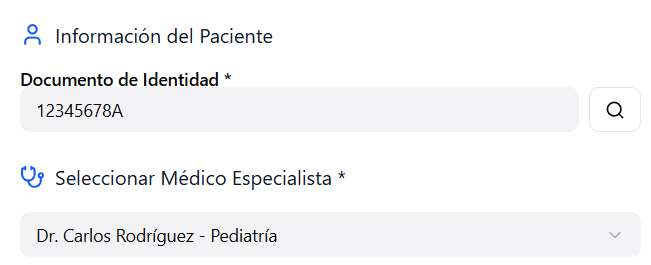 Información del Paciente
Documento de Identidad *
12345678A
Seleccionar Médico Especialista *
Dr. Carlos Rodríguez - Pediatría